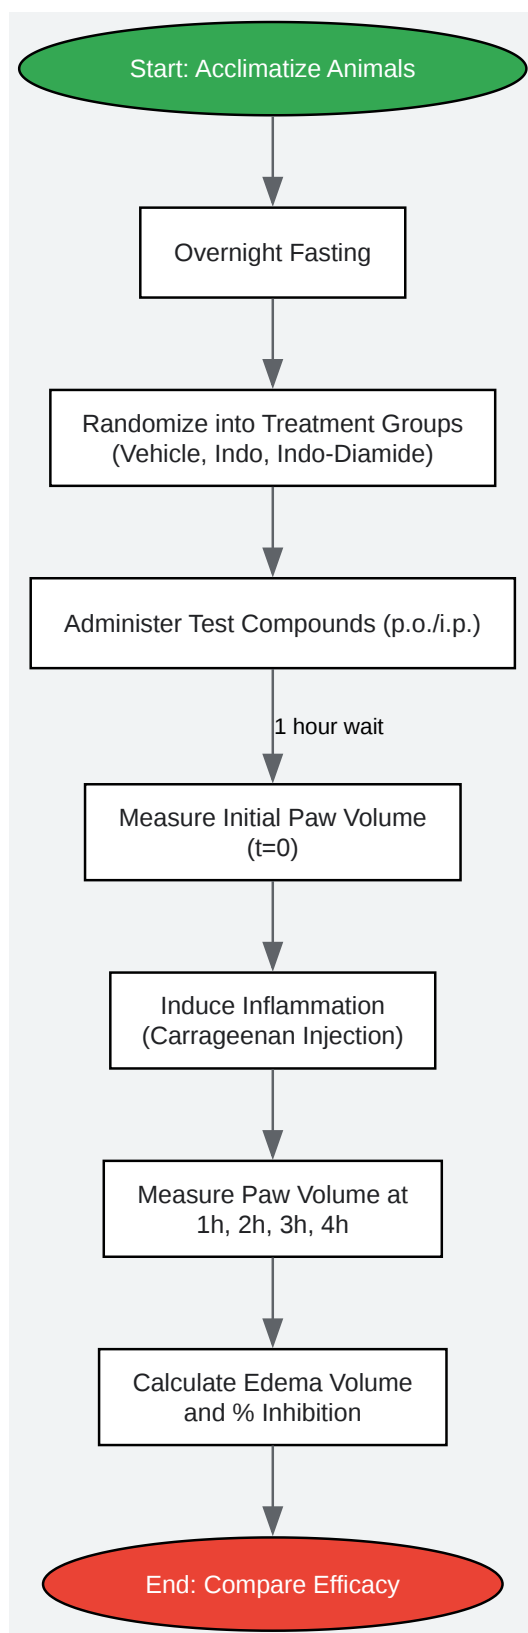 Start: Acclimatize Animals
Overnight Fasting
Randomize into Treatment Groups
(Vehicle, Indo, Indo-Diamide)
Administer Test Compounds (p.o./i.p.)
1 hour wait
Measure Initial Paw Volume
(t=0)
Induce Inflammation
(Carrageenan Injection)
Measure Paw Volume at
1h, 2h, 3h, 4h
Calculate Edema Volume
and % Inhibition
End: Compare Efficacy